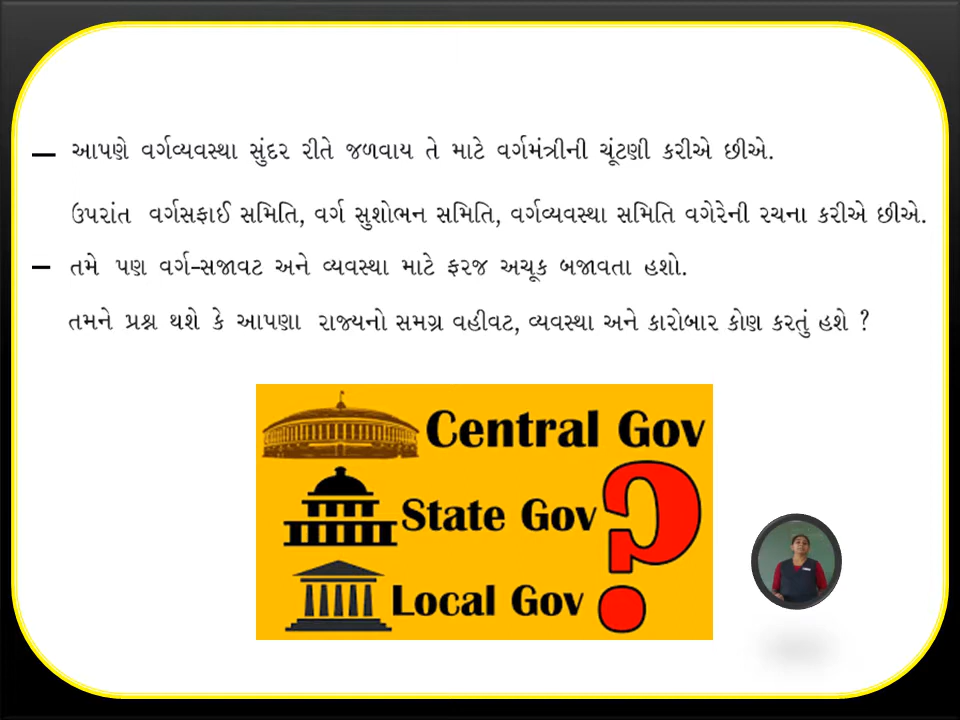 – આપણે વર્ગવ્યવસ્થા સુંદર રીતે જળવાય તે માટે વર્ગમંત્રીની ચૂંટણી કરીએ છીએ.
ઉપરાંત વર્ગસફાઈ સમિતિ, વર્ગ સુશોભન સમિતિ, વર્ગવ્યવસ્થા સમિતિ વગેરેની રચના કરીએ છીએ.
– તમે પણ વર્ગ-સજાવટ અને વ્યવસ્થા માટે ફરજ અચૂક બજાવતા હશો.
તમને પ્રશ્ન થશે કે આપણા રાજ્યનો સમગ્ર વહીવટ, વ્યવસ્થા અને કારોબાર કોણ કરતું હશે ?
Central Gov
State Gov
Local Gov
?